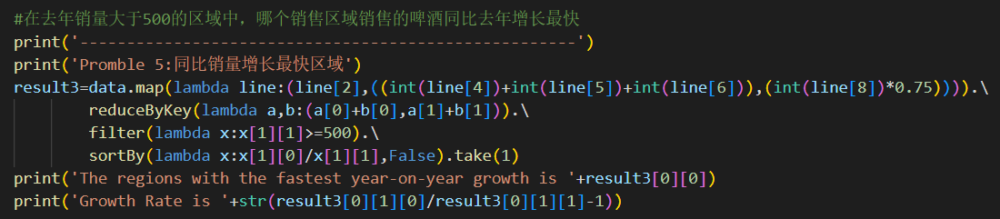 #在去年销量大于500的区域中，哪个销售区域销售的啤酒同比去年增长最快
print('-----------------------------------------------------')
print('Promble 5:同比销量增长最快区域')
result3=data.map(lambda line:(line[2],((int(line[4])+int(line[5])+int(line[6])),(int(line[8])*0.75)))).\
reduceByKey(lambda a,b:(a[0]+b[0],a[1]+b[1])).\
filter(lambda x:x[1][1]>=500).\
sortBy(lambda x:x[1][0]/x[1][1],False).take(1)
print('The regions with the fastest year-on-year growth is '+result3[0][0])
print('Growth Rate is '+str(result3[0][1][0]/result3[0][1][1]-1))